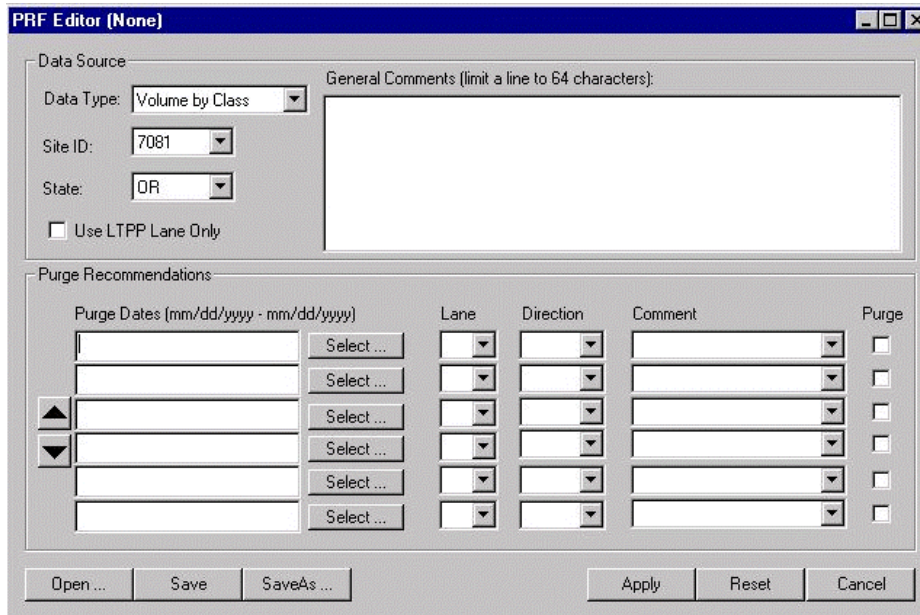 PRF Editor (None)
Data Source
General Comments (limit a line to 64 characters):
Data Type: Volume by Class
Site ID: 7081
State: OR
Use LTPP Lane Only
Purge Recommendations
Purge Dates (mm/dd/yyyy - mm/dd/yyyy) Lane Direction Comment Purge
Select ...
Select ...
Select ...
Select ...
Select ...
Select ...
Open ... Save SaveAs ... Apply Reset Cancel